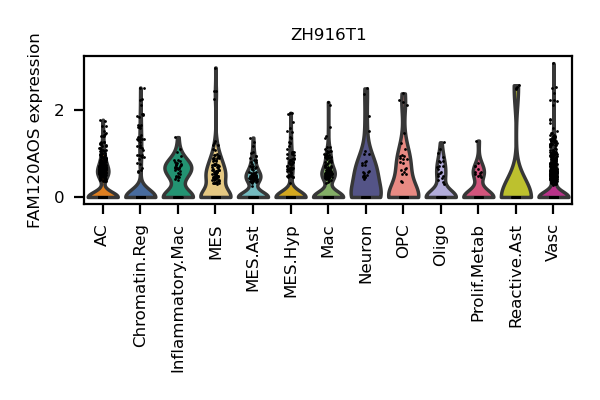 ZH916T1
FAM120AOS expression
2
0
AC
Chromatin.Reg
Inflammatory.Mac
MES
MES.Ast
MES.Hyp
Mac
Neuron
OPC
Oligo
Prolif.Metab
Reactive.Ast
Vasc